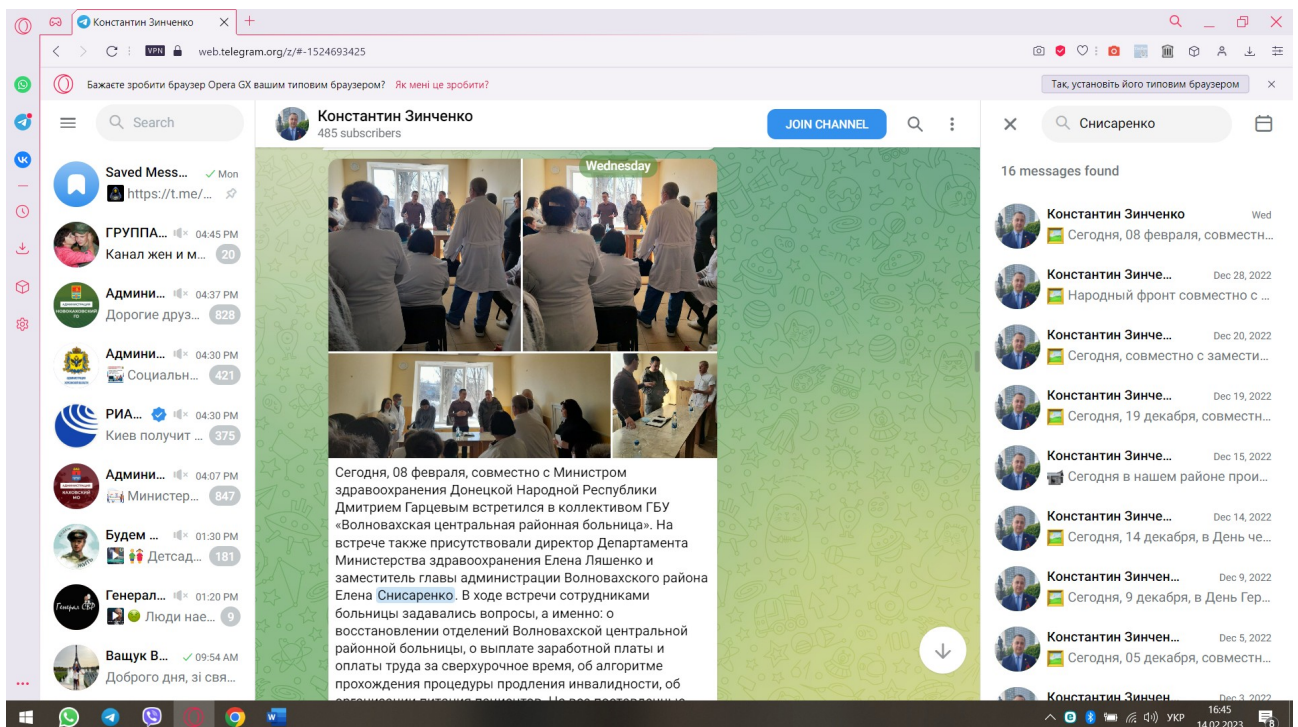 Константин Зинченко
VPN
web.telegram.org/z/#-1524693425
Бажаєте зробити браузер Opera GX вашим типовим браузером? Як мені це зробити?
Так, установіть його типовим браузером
Search
Saved Mess... Mon
https://t.me/...
ГРУППА... 04:45 PM
Канал жен и м... 20
Админи... 04:37 PM
Дорогие друз... 828
Админи... 04:30 PM
Социальн... 421
РИА... 04:30 PM
Киев получит ... 375
Админи... 04:07 PM
Министер... 847
Будем ... 01:30 PM
Детсад... 181
Генерал... 01:20 PM
Люди нае... 9
Ващук В... 09:54 AM
Доброго дня, зі свя...
Константин Зинченко
485 subscribers
JOIN CHANNEL
Wednesday
Сегодня, 08 февраля, совместно с Министром
здравоохранения Донецкой Народной Республики
Дмитрием Гарцевым встретился в коллективом ГБУ
«Волновахская центральная районная больница». На
встрече также присутствовали директор Департамента
Министерства здравоохранения Елена Ляшенко и
заместитель главы администрации Волновахского района
Елена Снисаренко. В ходе встречи сотрудниками
больницы задавались вопросы, а именно: о
восстановлении отделений Волновахской центральной
районной больницы, о выплате заработной платы и
оплаты труда за сверхурочное время, об алгоритме
прохождения процедуры продления инвалидности, об
Снисаренко
16 messages found
Константин Зинченко Wed
Сегодня, 08 февраля, совместн...
Константин Зинче... Dec 28, 2022
Народный фронт совместно с ...
Константин Зинче... Dec 20, 2022
Сегодня, совместно с замести...
Константин Зинче... Dec 19, 2022
Сегодня, 19 декабря, совместн...
Константин Зинче... Dec 15, 2022
Сегодня в нашем районе прои...
Константин Зинче... Dec 14, 2022
Сегодня, 14 декабря, в День че...
Константин Зинчен... Dec 9, 2022
Сегодня, 9 декабря, в День Гер...
Константин Зинчен... Dec 5, 2022
Сегодня, 05 декабря, совместн...
Константин Зинчен... Dec 3, 2022
УКР
16:45
14.02.2023